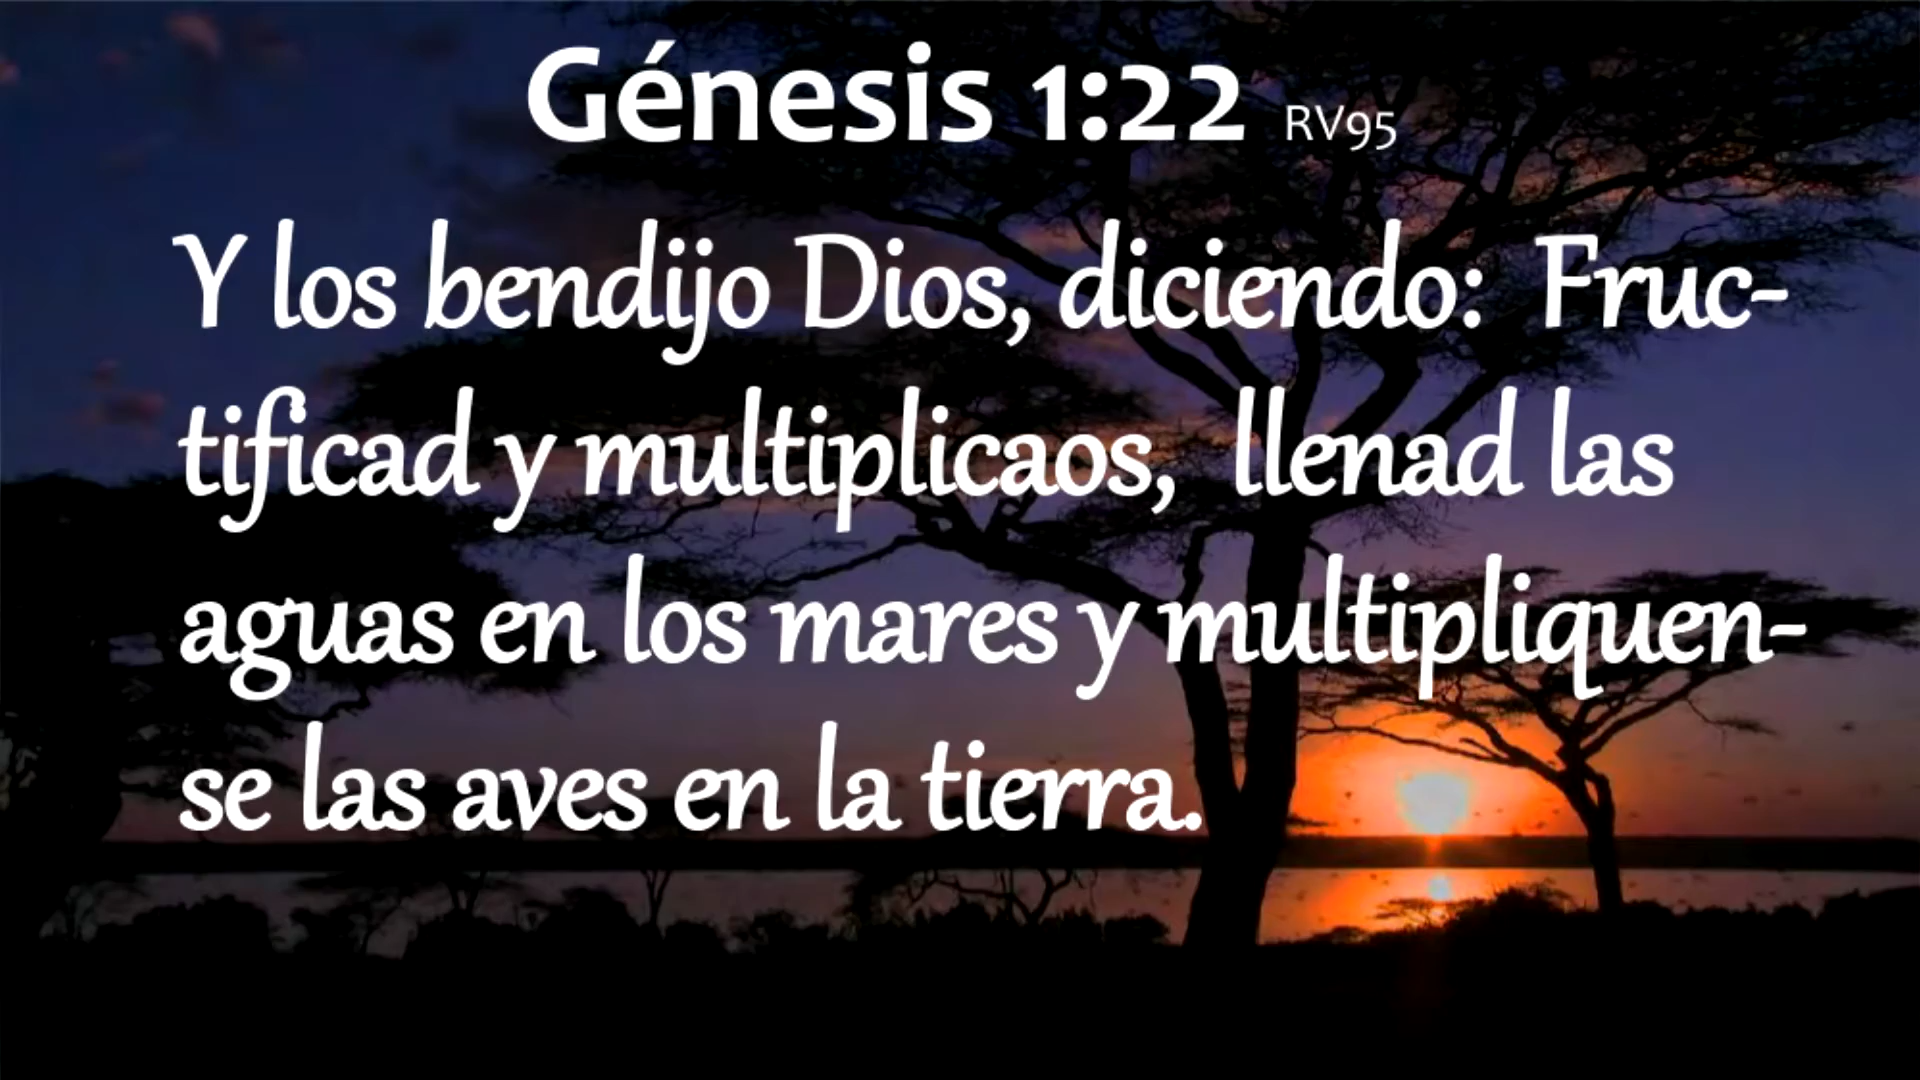 Génesis 1:22 RV95
Y los bendijo Dios, diciendo: Fruc-
tificad y multiplicaos, llenad las
aguas en los mares y multipliquen-
se las aves en la tierra.